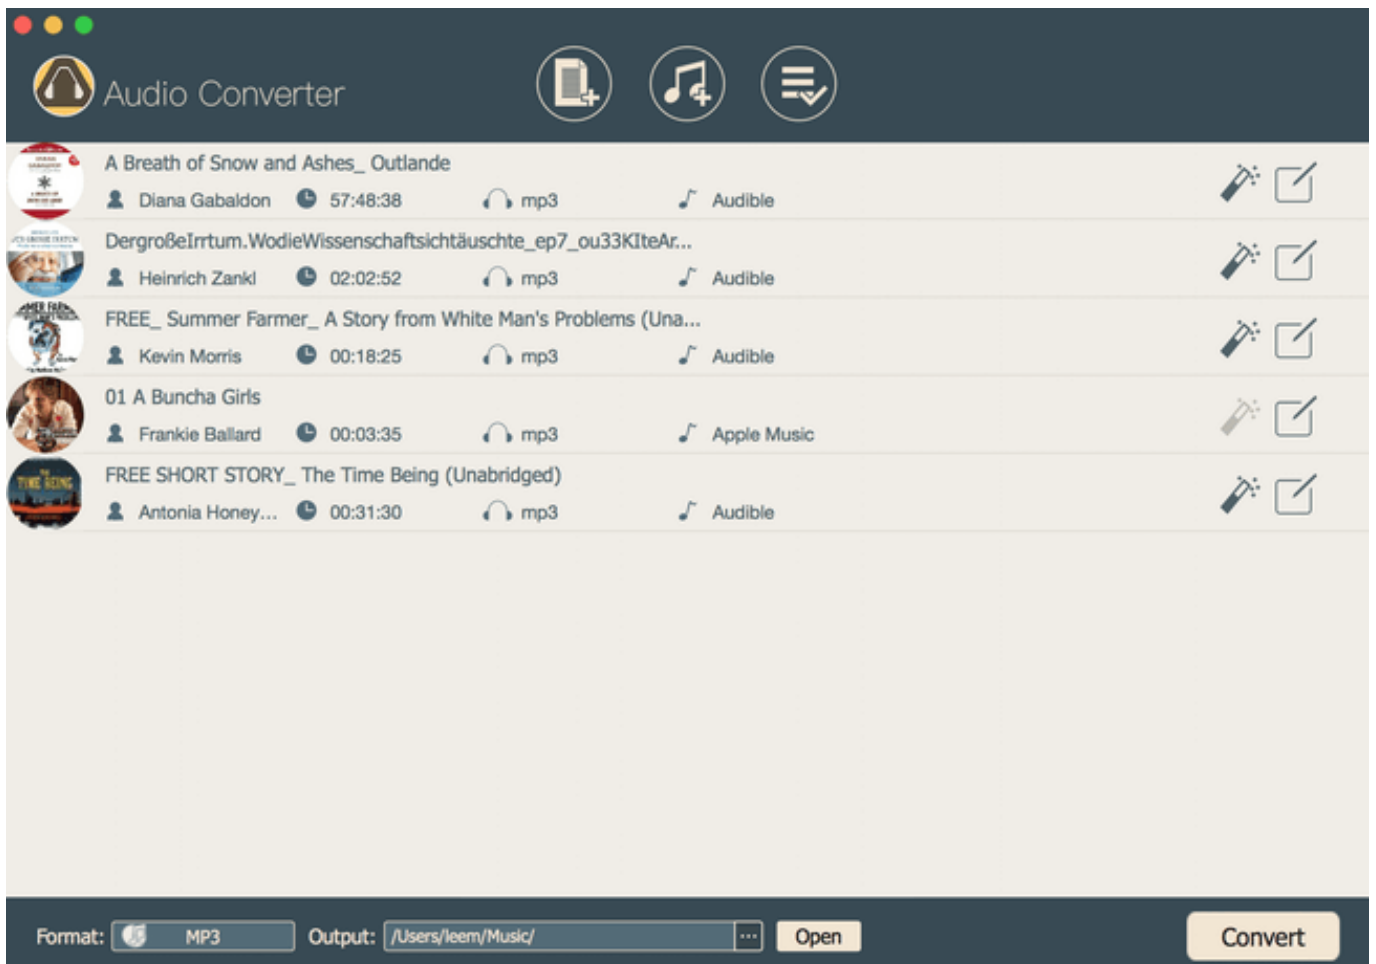 Audio Converter
A Breath of Snow and Ashes_ Outlande
Diana Gabaldon 57:48:38 mp3 Audible
DergroßeIrrtum.WodieWissenschaftsichtäuschte_ep7_ou33KIteAr...
Heinrich Zankl 02:02:52 mp3 Audible
FREE_ Summer Farmer_ A Story from White Man's Problems (Una...
Kevin Morris 00:18:25 mp3 Audible
01 A Buncha Girls
Frankie Ballard 00:03:35 mp3 Apple Music
TIME BEING
FREE SHORT STORY_ The Time Being (Unabridged)
Antonia Honey... 00:31:30 mp3 Audible
Format: MP3 Output: /Users/leem/Music/ ... Open Convert